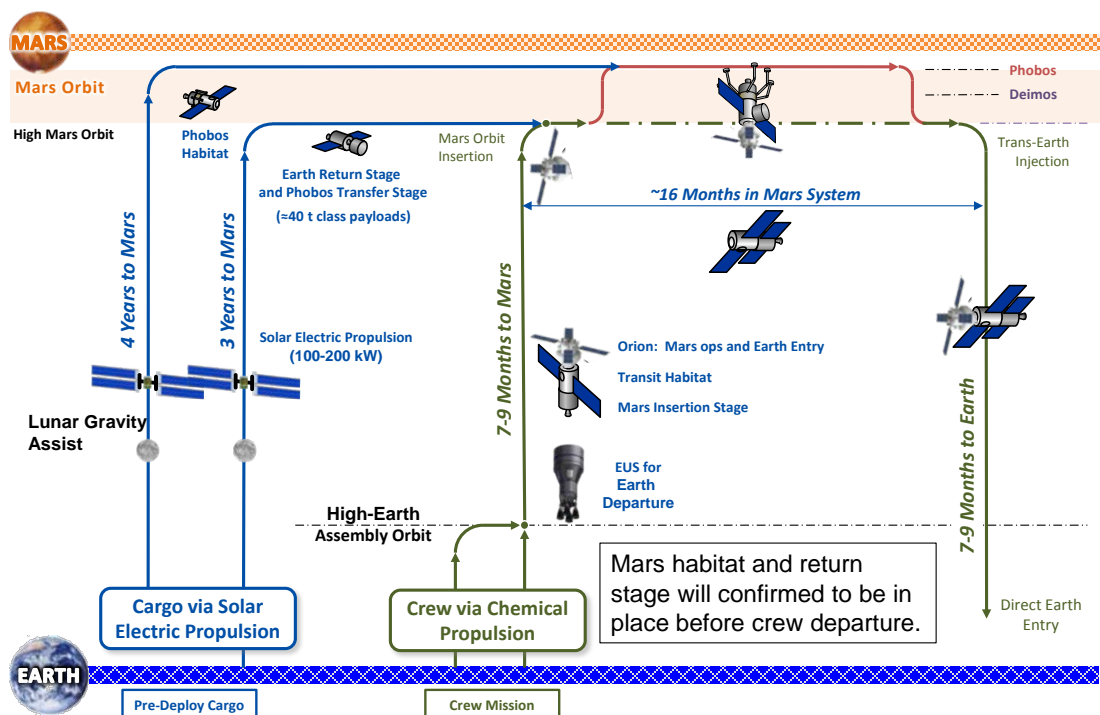 MARS
Mars Orbit
High Mars Orbit
Phobos
Habitat
Earth Return Stage
and Phobos Transfer Stage
(≈40 t class payloads)
Mars Orbit
Insertion
Phobos
Deimos
Trans-Earth
Injection
~16 Months in Mars System
4 Years to Mars
3 Years to Mars
7-9 Months to Mars
7-9 Months to Earth
Solar Electric Propulsion
(100-200 kW)
Orion: Mars ops and Earth Entry
Transit Habitat
Mars Insertion Stage
Lunar Gravity
Assist
EUS for
Earth
Departure
High-Earth
Assembly Orbit
Mars habitat and return
stage will confirmed to be in
place before crew departure.
Cargo via Solar
Electric Propulsion
Crew via Chemical
Propulsion
Direct Earth
Entry
EARTH
Pre-Deploy Cargo
Crew Mission